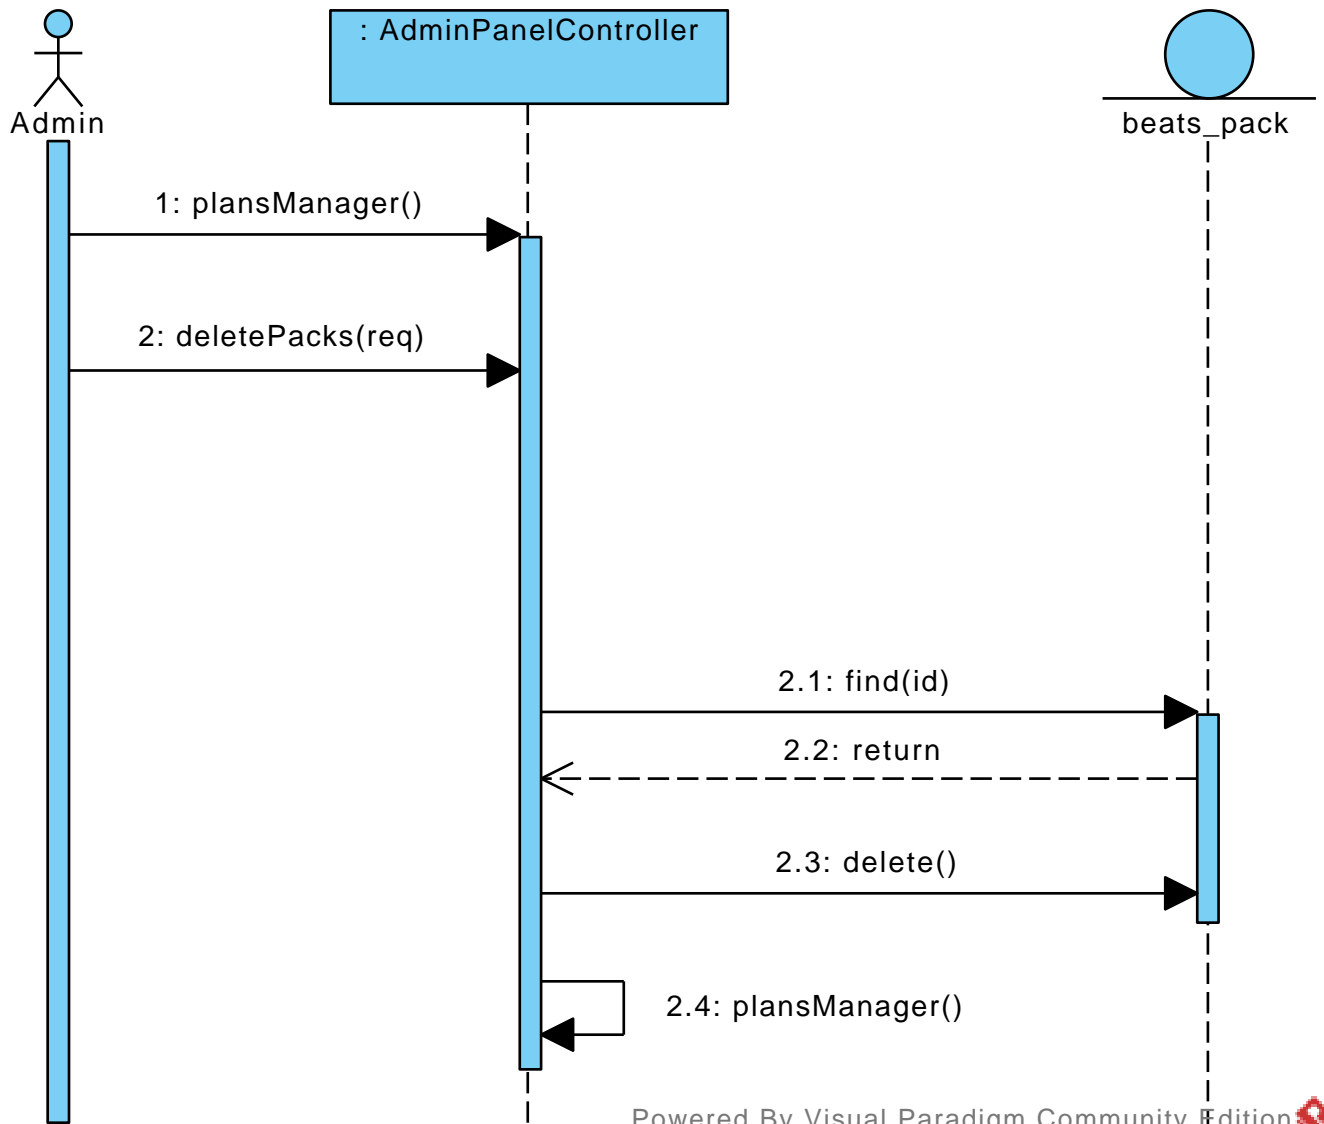 : AdminPanelController
Admin
beats_pack
1: plansManager()
2: deletePacks(req)
2.1: find(id)
2.2: return
2.3: delete()
2.4: plansManager()
Powered By Visual Paradigm Community Edition